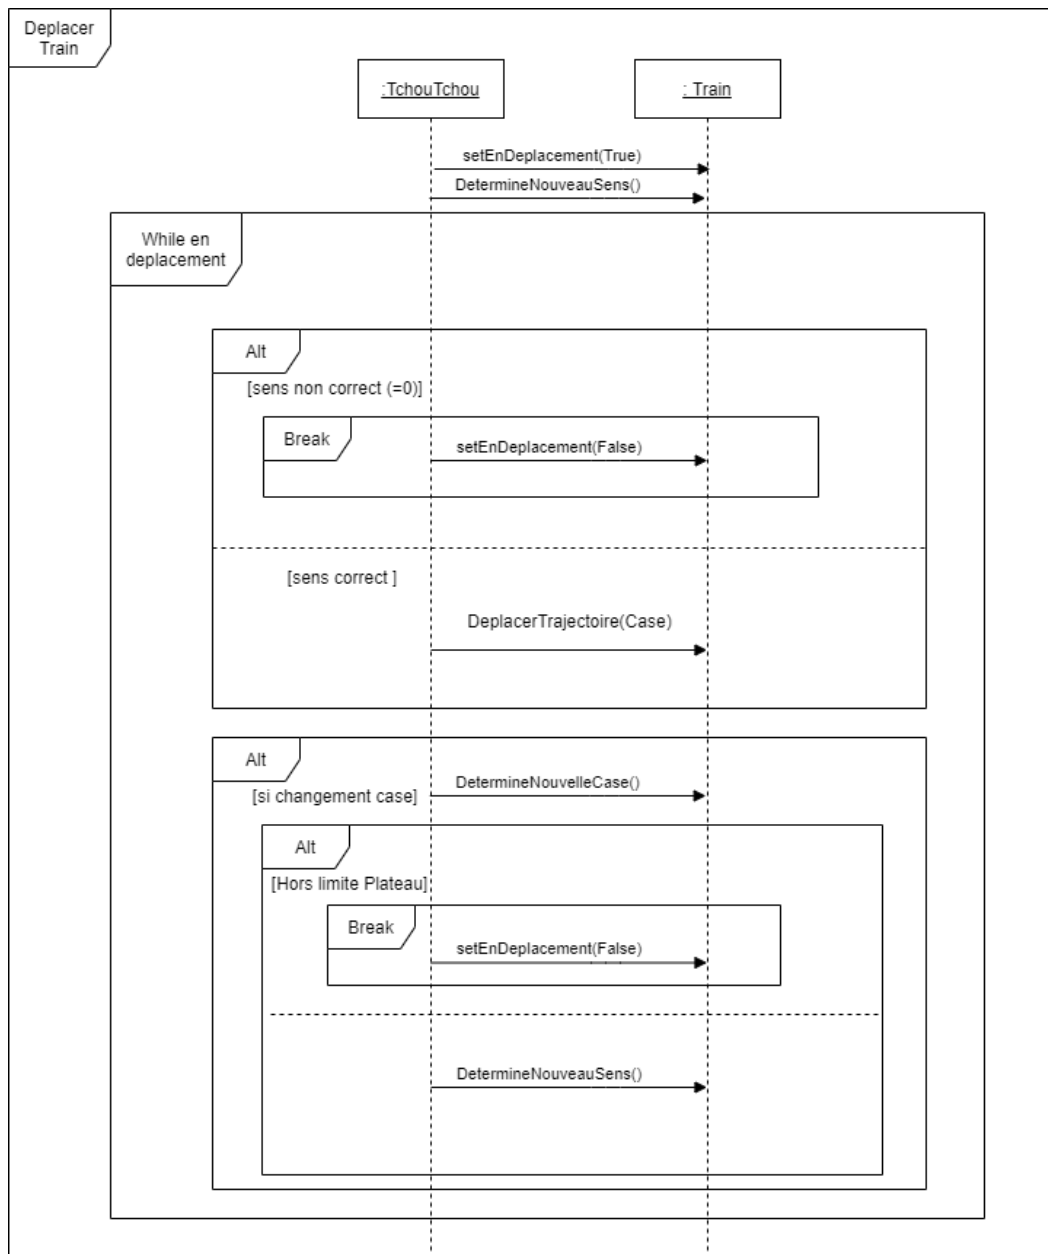 Deplacer
Train
:TchouTchou
: Train
setEnDeplacement(True)
DetermineNouveauSens()
While en
deplacement
Alt
[sens non correct (=0)]
Break
setEnDeplacement(False)
[sens correct ]
DeplacerTrajectoire(Case)
Alt
DetermineNouvelleCase()
[si changement case]
Alt
[Hors limite Plateau]
Break
setEnDeplacement(False)
DetermineNouveauSens()